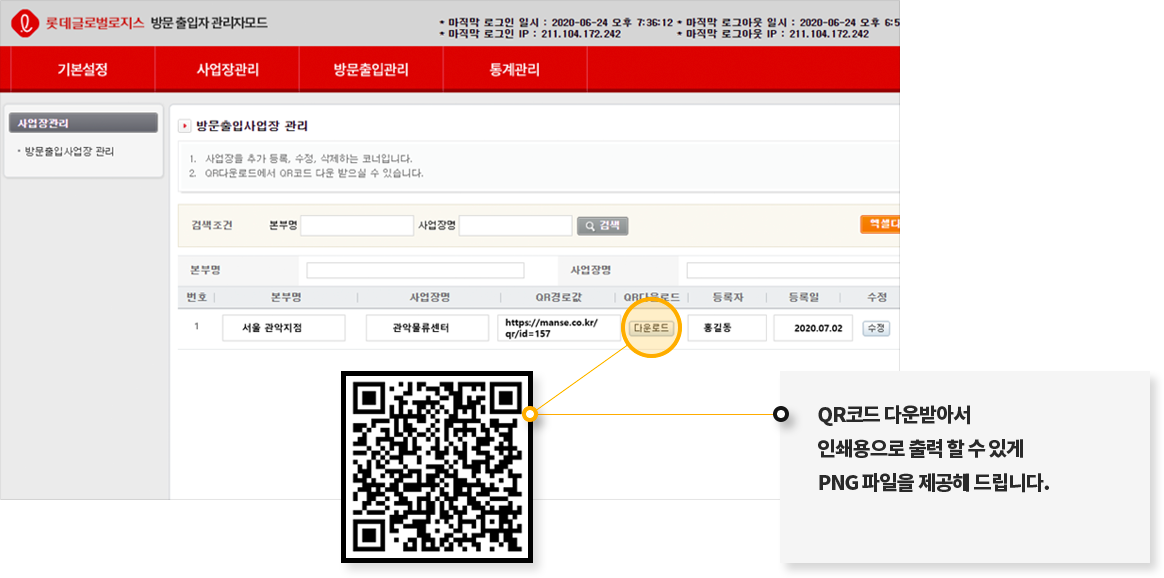 롯데글로벌로지스 방문 출입자 관리자모드
* 마직막 로그인 일시 : 2020-06-24 오후 7:36:12 * 마직막 로그아웃 일시 : 2020-06-24 오후 6:5
* 마직막 로그인 IP : 211.104.172.242 * 마직막 로그아웃 IP : 211.104.172.242
기본설정 사업장관리 방문출입관리 통계관리
사업장관리
· 방문출입사업장 관리
방문출입사업장 관리
1. 사업장을 추가 등록, 수정, 삭제하는 코너입니다.
2. QR다운로드에서 QR코드 다운 받으실 수 있습니다.
검색조건 본부명 사업장명 검색 엑셀다
본부명 사업장명
번호 본부명 사업장명 QR경로값 QR다운로드 등록자 등록일 수정
1 서울 관악지점 관악물류센터 https://manse.co.kr/
qr/id=157 다운로드 홍길동 2020.07.02 수정
QR코드 다운받아서
인쇄용으로 출력 할 수 있게
PNG 파일을 제공해 드립니다.